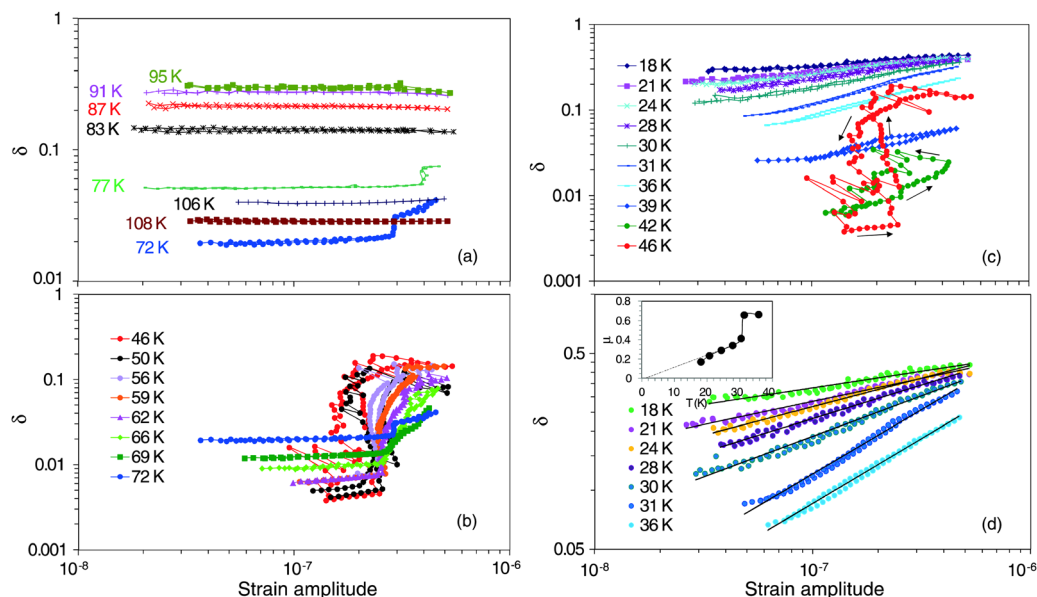 1
95 K
91 K
87 K
83 K
δ
0.1
77 K
106 K
108 K
72 K
(a)
0.01
1
46 K
50 K
56 K
59 K
62 K
66 K
69 K
72 K
δ
0.1
0.01
(b)
0.001
10⁻⁸
10⁻⁷
10⁻⁶
Strain amplitude
1
18 K
21 K
24 K
28 K
30 K
31 K
36 K
39 K
42 K
46 K
δ
0.1
0.01
(c)
0.001
0.8
0.6
0.4
0.2
0
μ
0 10 20 30 40
T(K)
0.5
δ
18 K
21 K
24 K
28 K
30 K
31 K
36 K
(d)
0.05
10⁻⁸
10⁻⁷
10⁻⁶
Strain amplitude